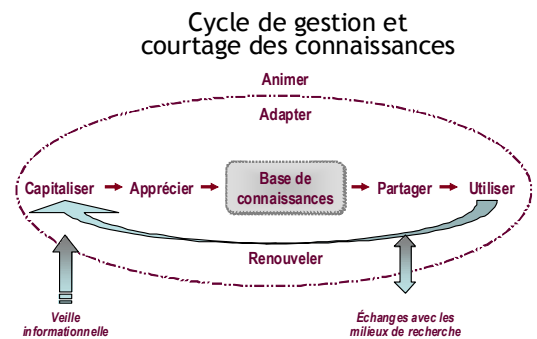 Cycle de gestion et
courtage des connaissances
Animer
Adapter
Capitaliser
Apprécier
Base de
connaissances
Partager
Utiliser
Renouveler
Veille
informationnelle
Échanges avec les
milieux de recherche